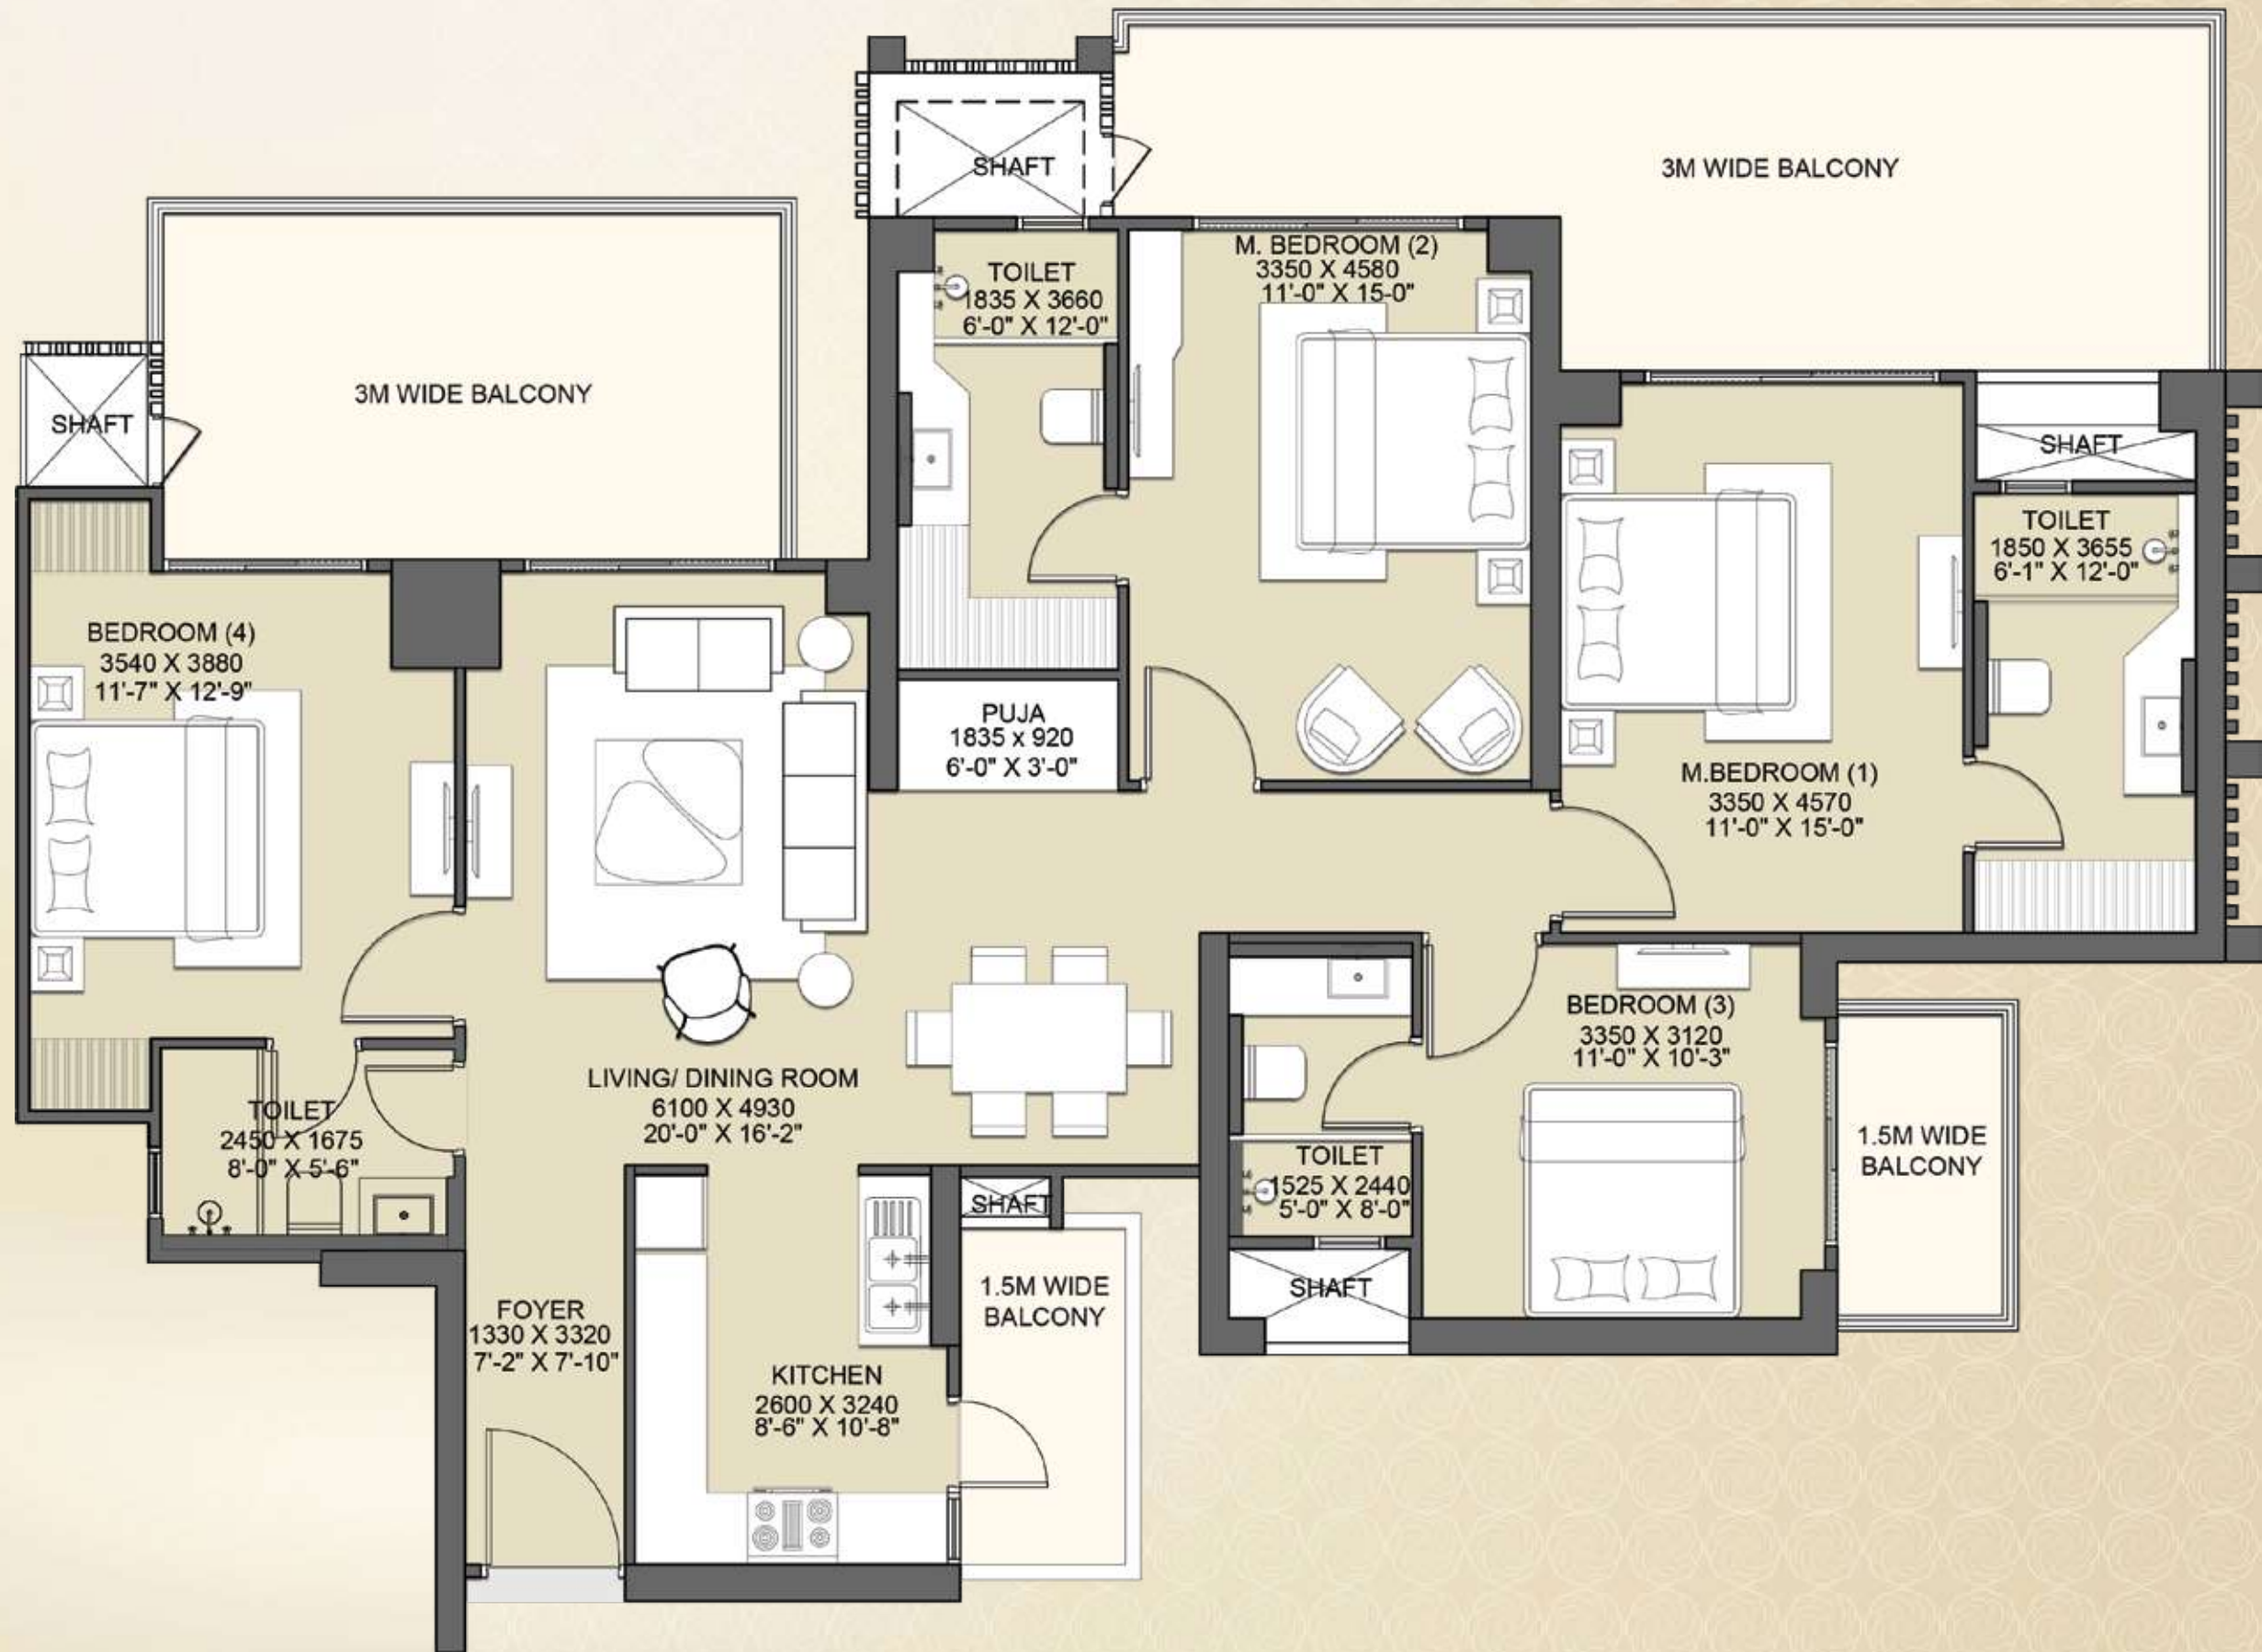 3M WIDE BALCONY
SHAFT
M. BEDROOM (2)
3350 X 4580
11'-0" X 15-0"
TOILET
1835 X 3660
6'-0" X 12'-0"
3M WIDE BALCONY
SHAFT
SHAFT
TOILET
1850 X 3655
6'-1" X 12'-0"
BEDROOM (4)
3540 X 3880
11'-7" X 12'-9"
PUJA
1835 x 920
6'-0" X 3'-0"
M.BEDROOM (1)
3350 X 4570
11'-0" X 15'-0"
BEDROOM (3)
3350 X 3120
11'-0" X 10'-3"
LIVING/ DINING ROOM
6100 X 4930
20'-0" X 16'-2"
TOILET
2450 X 1675
8'-0" X 5'-6"
1.5M WIDE
BALCONY
TOILET
1525 X 2440
5'-0" X 8'-0"
SHAFT
SHAFT
1.5M WIDE
BALCONY
FOYER
1330 X 3320
7'-2" X 7'-10"
KITCHEN
2600 X 3240
8'-6" X 10'-8"